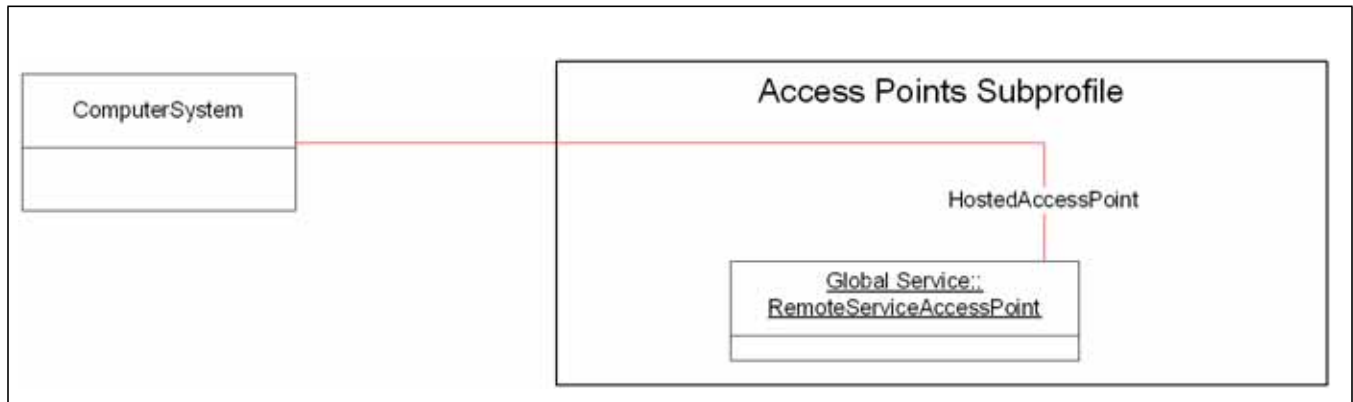 Access Points Subprofile
ComputerSystem
HostedAccessPoint
Global Service::
RemoteServiceAccessPoint